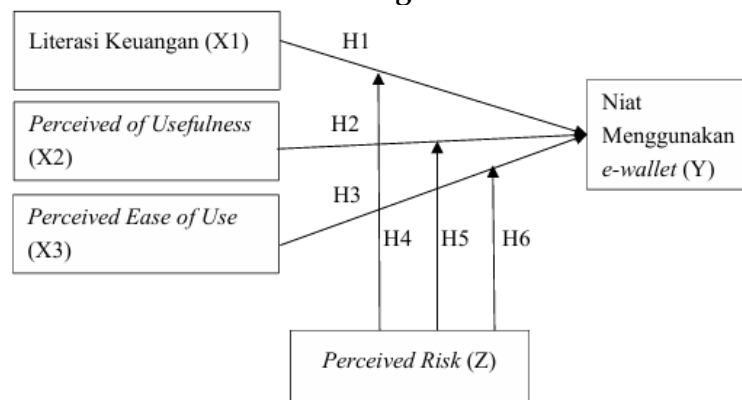 Literasi Keuangan (X1)
H1
Perceived of Usefulness
(X2)
H2
Niat
Menggunakan
e-wallet (Y)
Perceived Ease of Use
(X3)
H3
H4
H5
H6
Perceived Risk (Z)